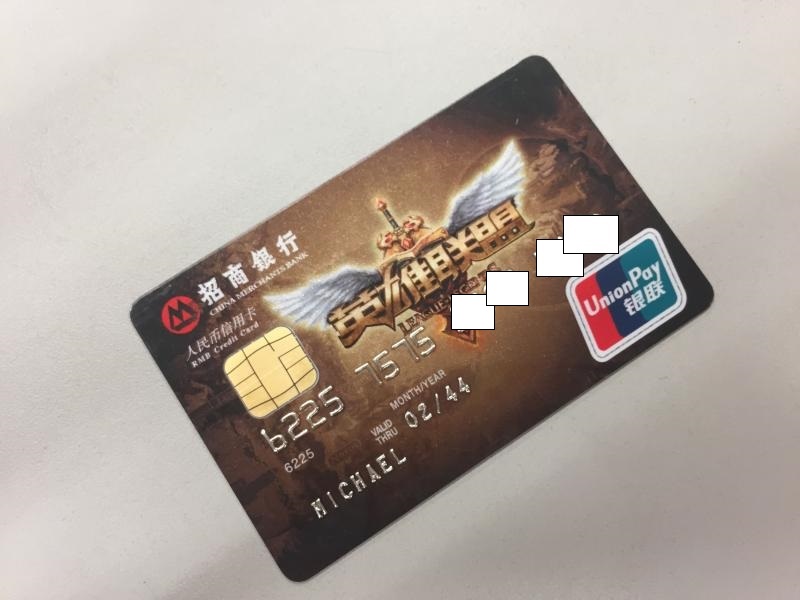 招商银行
CHINA MERCHANTS BANK
人民币信用卡
RMB Credit Card
英雄联盟
6225 7575
6225
MONTH/YEAR
VALID THRU 02/44
MICHAEL
UnionPay
银联